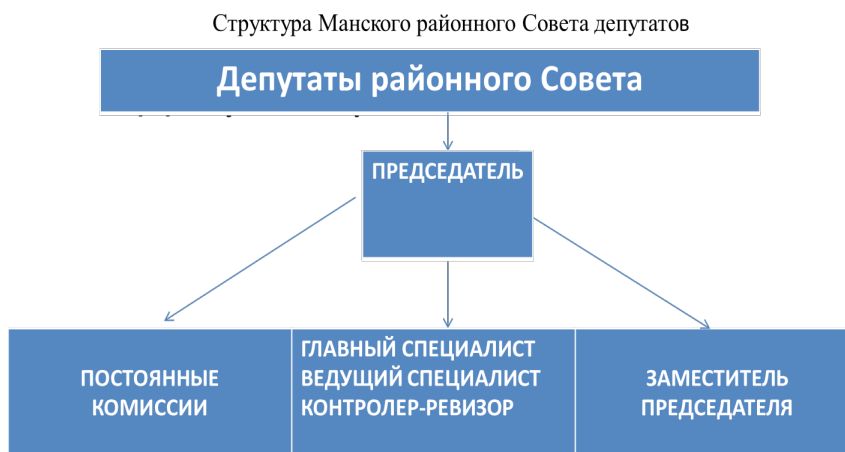 Структура Манского районного Совета депутатов
Депутаты районного Совета
ПРЕДСЕДАТЕЛЬ
ПОСТОЯННЫЕ
КОМИССИИ
ГЛАВНЫЙ СПЕЦИАЛИСТ
ВЕДУЩИЙ СПЕЦИАЛИСТ
КОНТРОЛЕР-РЕВИЗОР
ЗАМЕСТИТЕЛЬ
ПРЕДСЕДАТЕЛЯ